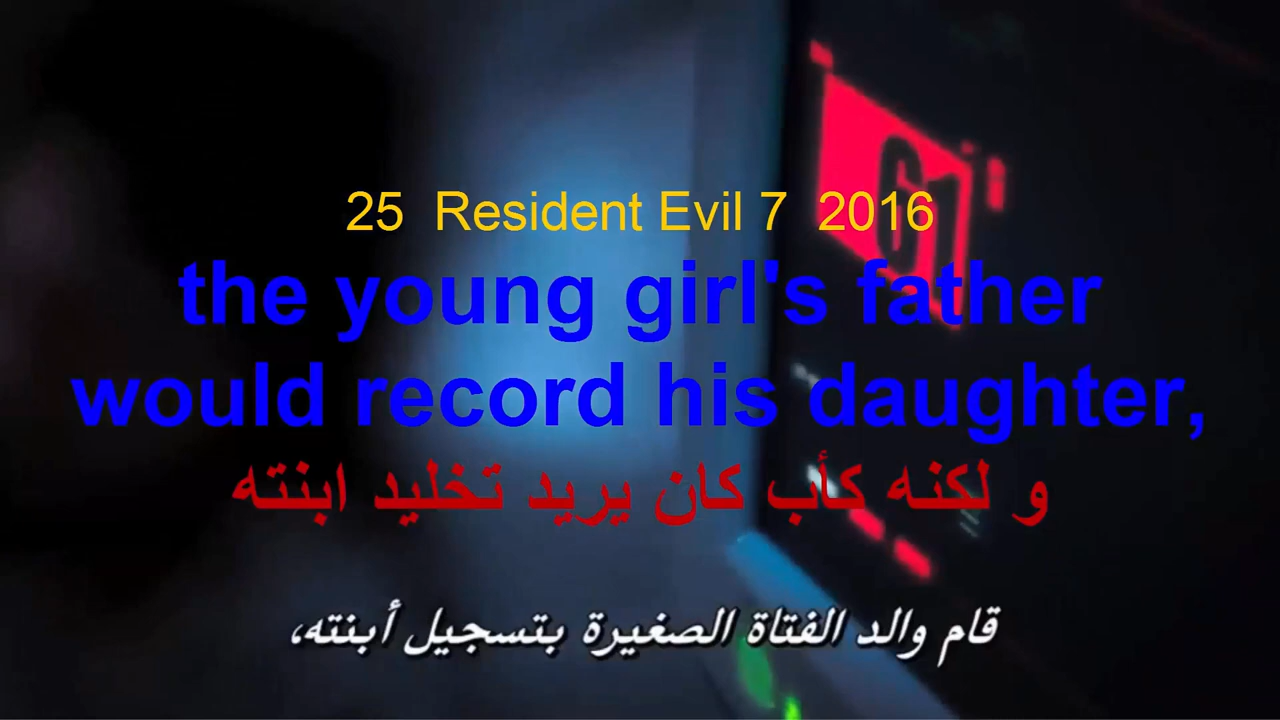 25 Resident Evil 7 2016
the young girl's father
would record his daughter,
و لكنه كأب كان يريد تخليد ابنته
قام والد الفتاة الصغيرة بتسجيل أبنته،